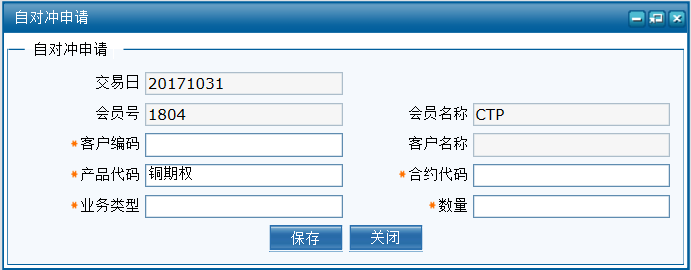 自对冲申请
自对冲申请
交易日 20171031
会员号 1804 会员名称 CTP
*客户编码 客户名称
*产品代码 铜期权 *合约代码
*业务类型 *数量
保存 关闭